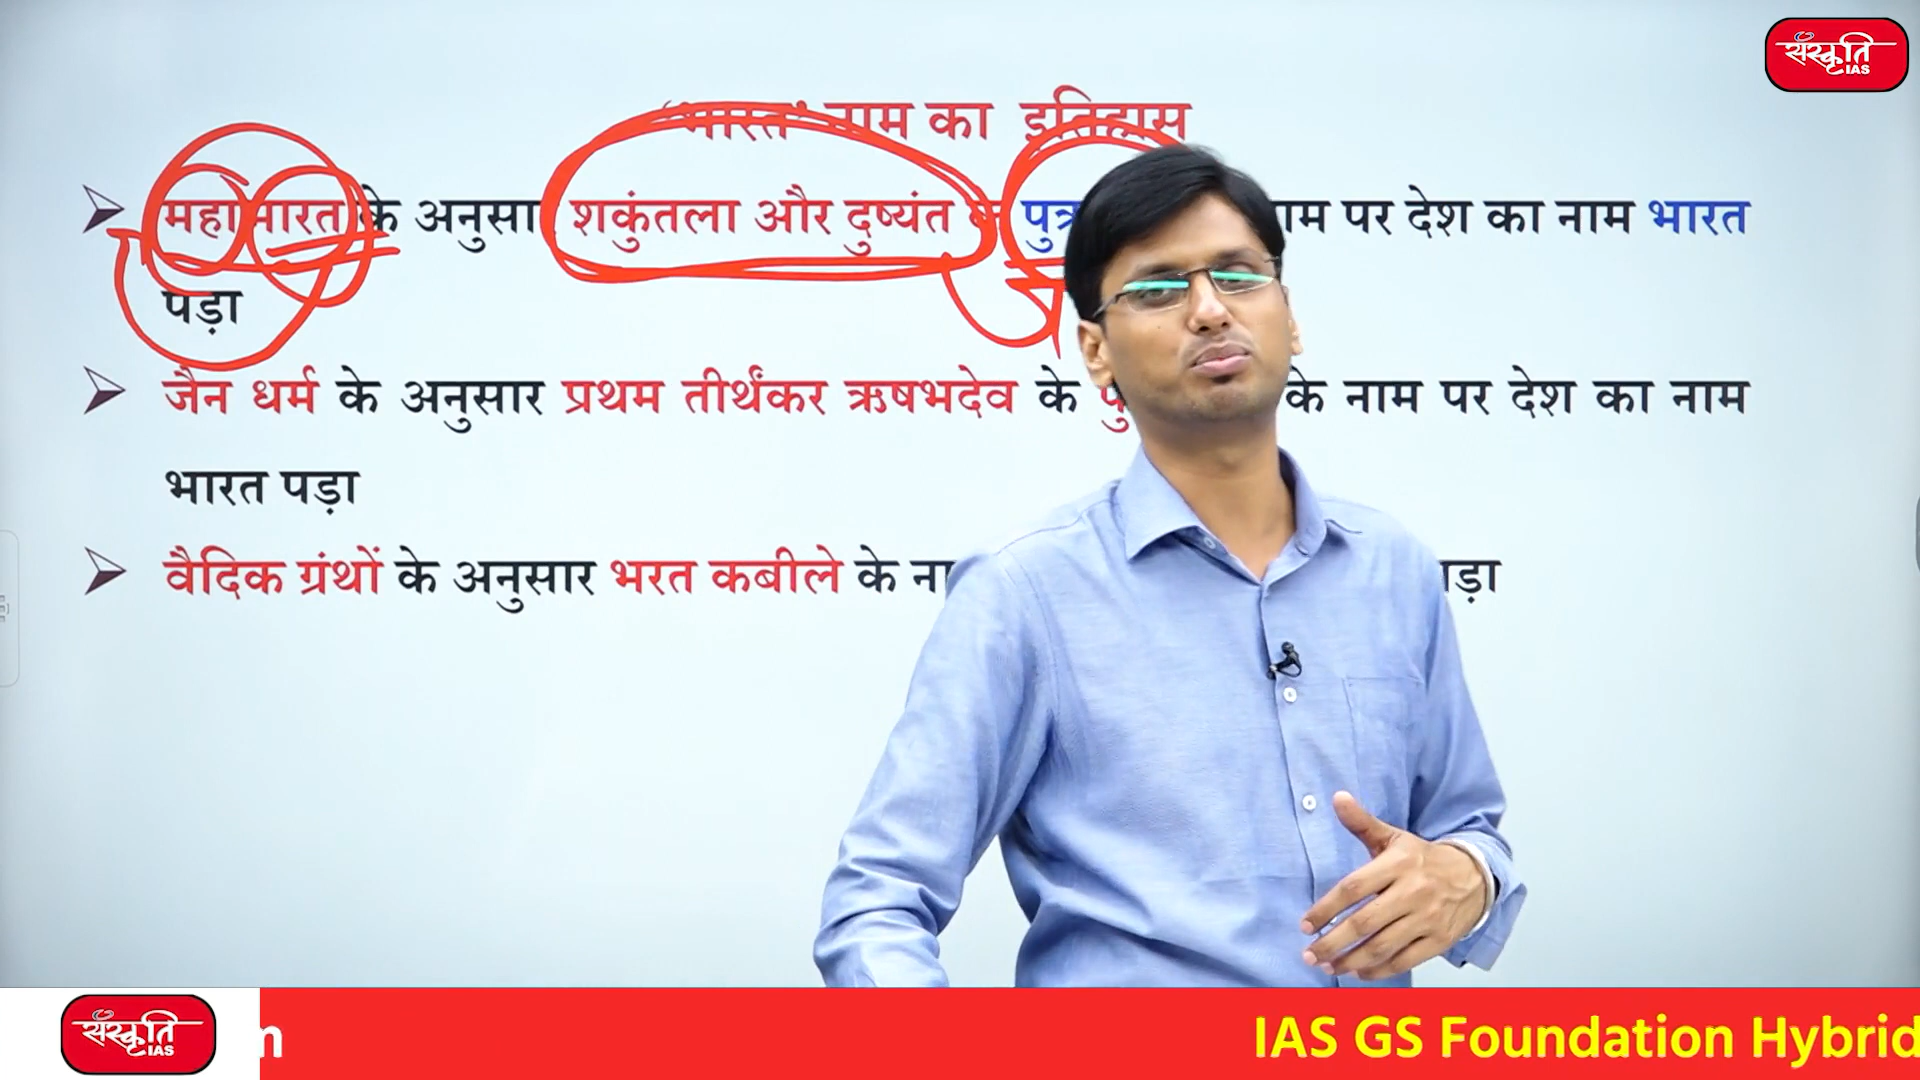 संस्कृति
IAS
'भारत' नाम का इतिहास
महाभारत के अनुसा शकुंतला और दुष्यंत पुत्र नाम पर देश का नाम भारत
पड़ा
जैन धर्म के अनुसार प्रथम तीर्थंकर ऋषभदेव के के नाम पर देश का नाम
भारत पड़ा
वैदिक ग्रंथों के अनुसार भरत कबीले के पड़ा
संस्कृति
IAS
n IAS GS Foundation Hybrid